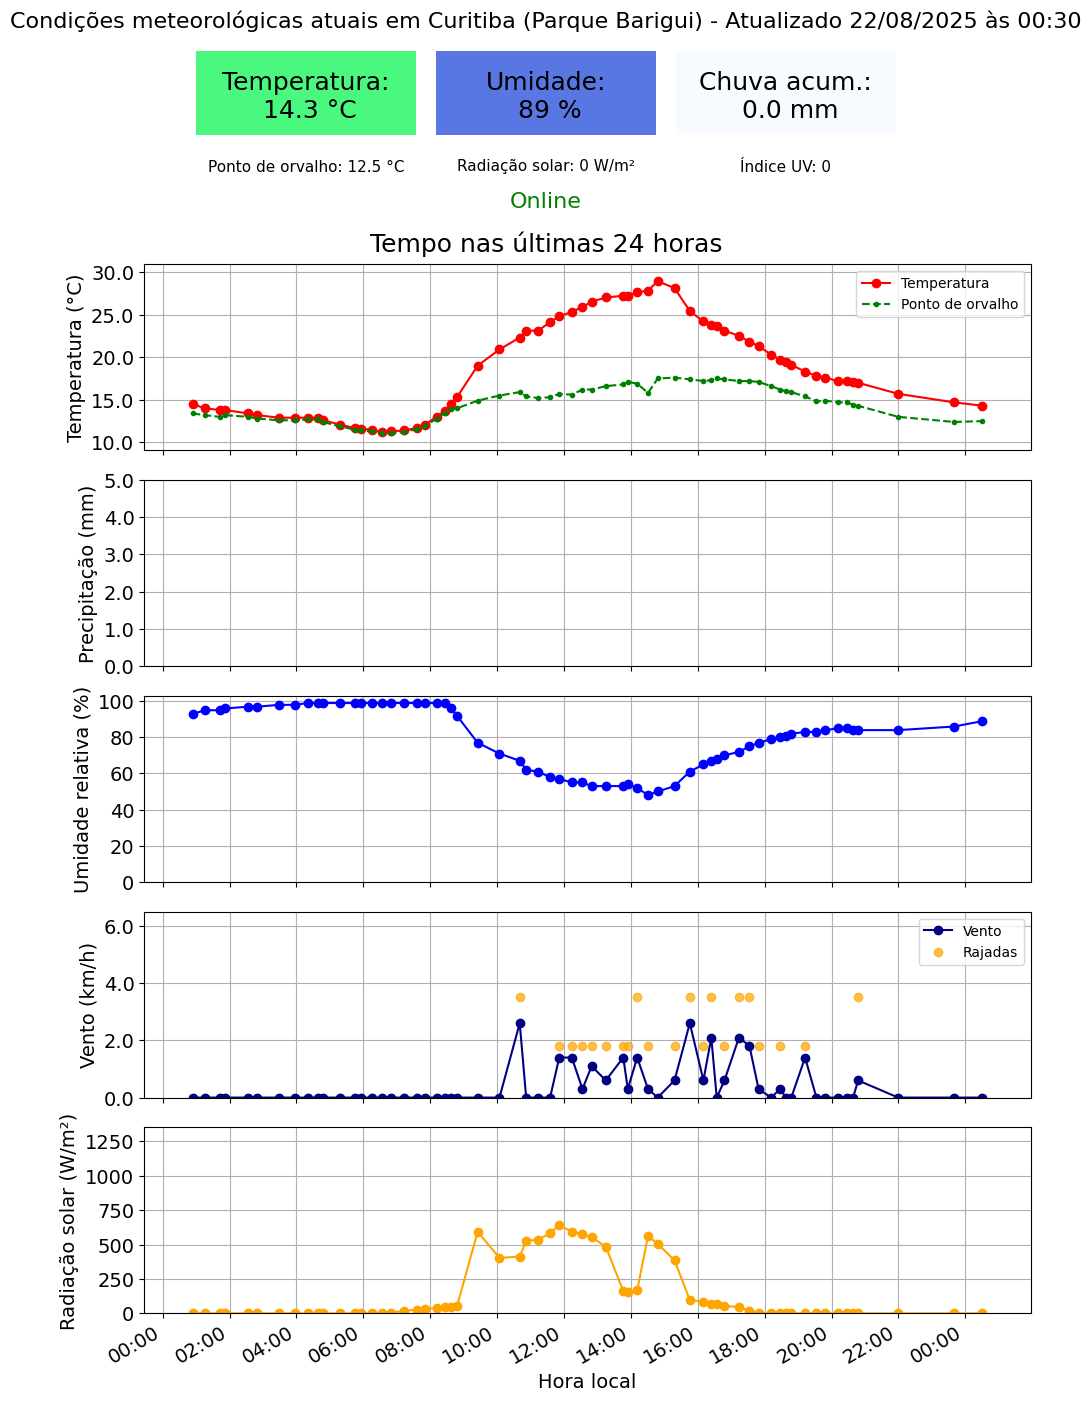 Condições meteorológicas atuais em Curitiba (Parque Barigui) - Atualizado 22/08/2025 às 00:30
Temperatura:
14.3 °C
Umidade:
89 %
Chuva acum.:
0.0 mm
Ponto de orvalho: 12.5 °C
Radiação solar: 0 W/m²
Índice UV: 0
Online
Tempo nas últimas 24 horas
Temperatura (°C)
30.0
25.0
20.0
15.0
10.0
Temperatura
Ponto de orvalho
Precipitação (mm)
5.0
4.0
3.0
2.0
1.0
0.0
Umidade relativa (%)
100
80
60
40
20
0
Vento (km/h)
6.0
4.0
2.0
0.0
Vento
Rajadas
Radiação solar (W/m²)
1250
1000
750
500
250
0
00:00 02:00 04:00 06:00 08:00 10:00 12:00 14:00 16:00 18:00 20:00 22:00 00:00
Hora local